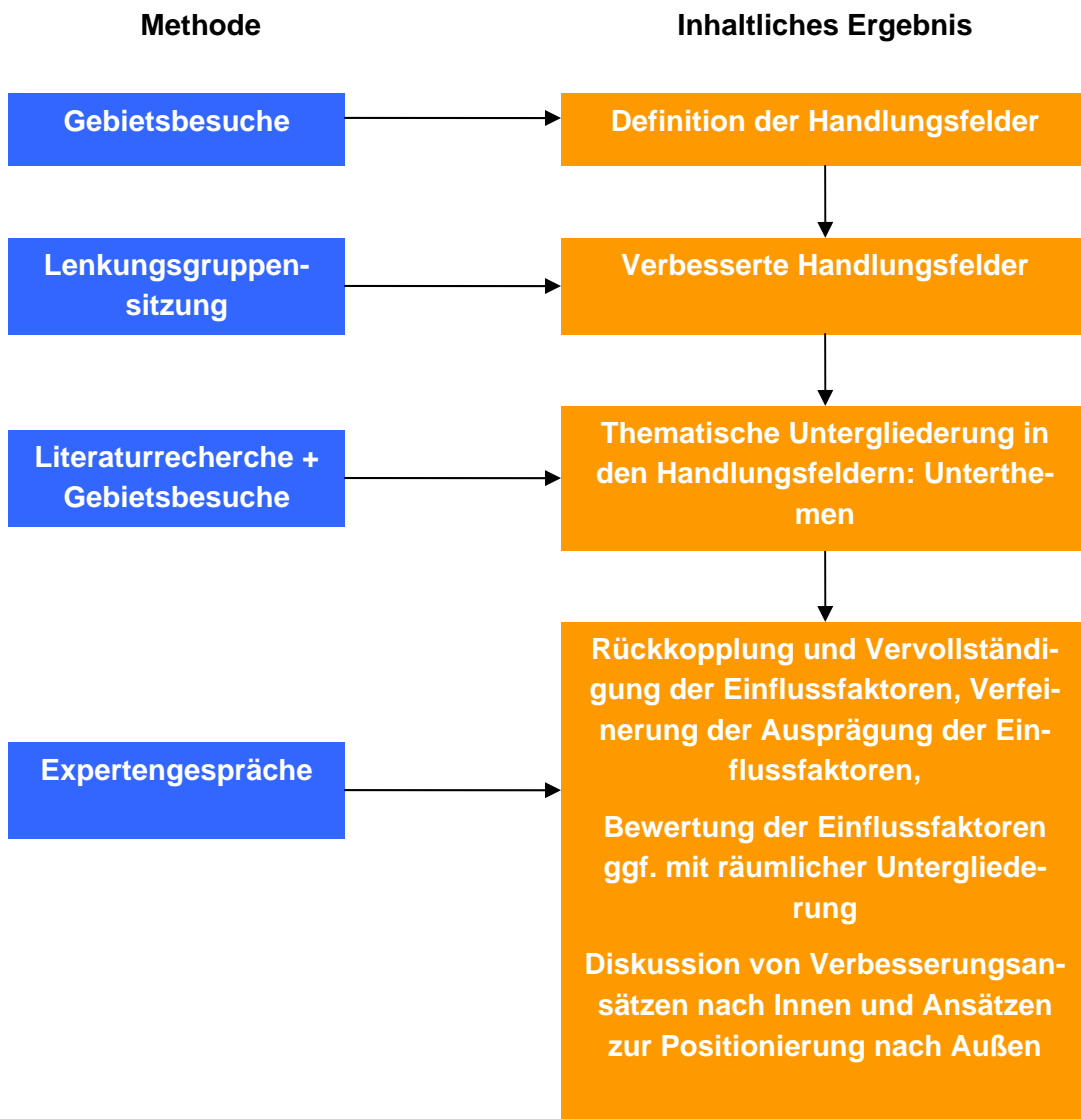 Methode
Inhaltliches Ergebnis
Gebietsbesuche
Definition der Handlungsfelder
Lenkungsgruppen-
sitzung
Verbesserte Handlungsfelder
Literaturrecherche +
Gebietsbesuche
Thematische Untergliederung in
den Handlungsfeldern: Unterthe-
men
Expertengespräche
Rückkopplung und Vervollständi-
gung der Einflussfaktoren, Verfei-
nerung der Ausprägung der Ein-
flussfaktoren,
Bewertung der Einflussfaktoren
ggf. mit räumlicher Untergliede-
rung
Diskussion von Verbesserungsan-
sätzen nach Innen und Ansätzen
zur Positionierung nach Außen